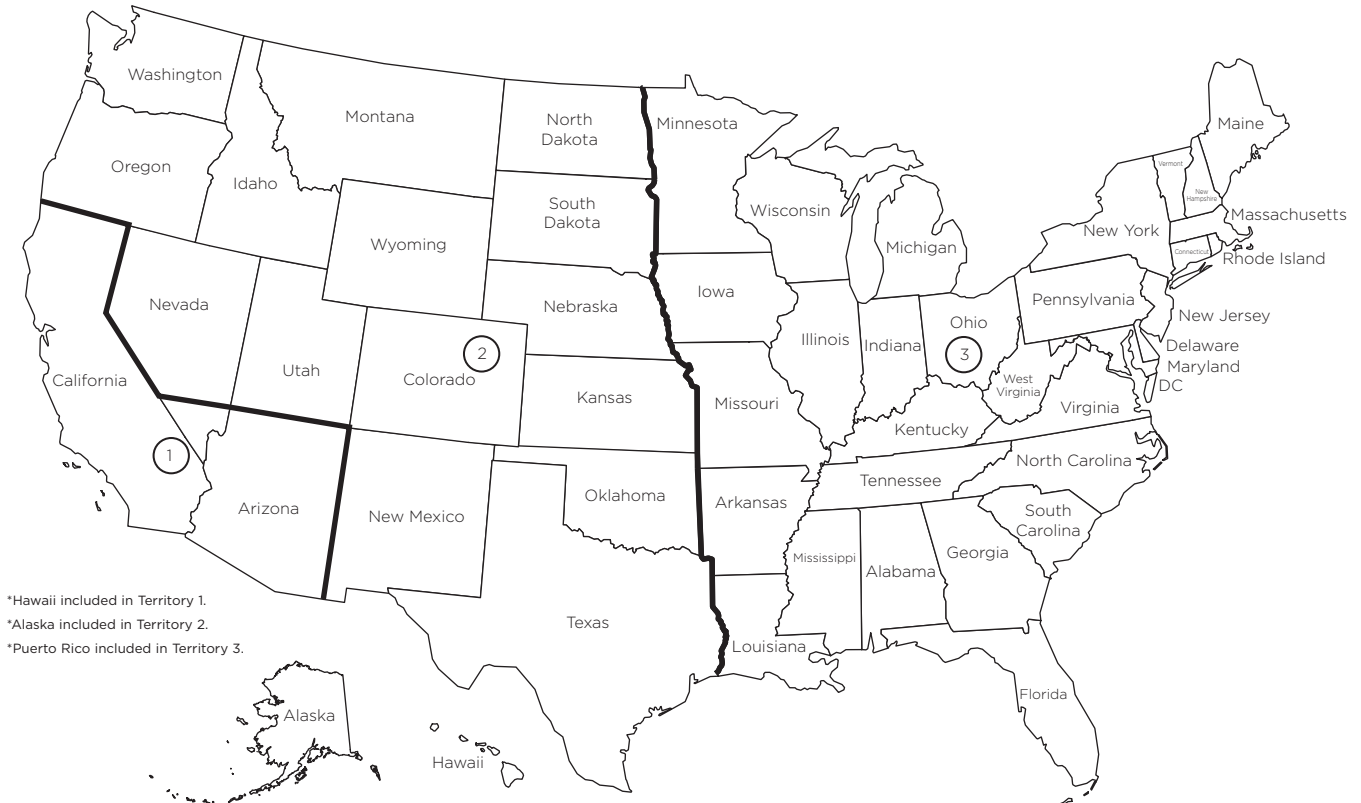 Washington
Montana
North
Dakota
Minnesota
Maine
Oregon
Idaho
Vermont
New
Hampshire
South
Dakota
Wisconsin
Massachusetts
New York
Wyoming
Michigan
Connecticut
Rhode Island
Nevada
Nebraska
Iowa
Pennsylvania
New Jersey
Ohio
Illinois
Indiana
Delaware
2
3
Maryland
Utah
Colorado
California
West
Virginia
DC
Kansas
Missouri
Virginia
Kentucky
1
North Carolina
Tennessee
Oklahoma
Arkansas
Arizona
New Mexico
South
Carolina
Mississippi
Alabama
Georgia
*Hawaii included in Territory 1.
*Alaska included in Territory 2.
*Puerto Rico included in Territory 3.
Texas
Louisiana
Florida
Alaska
Hawaii